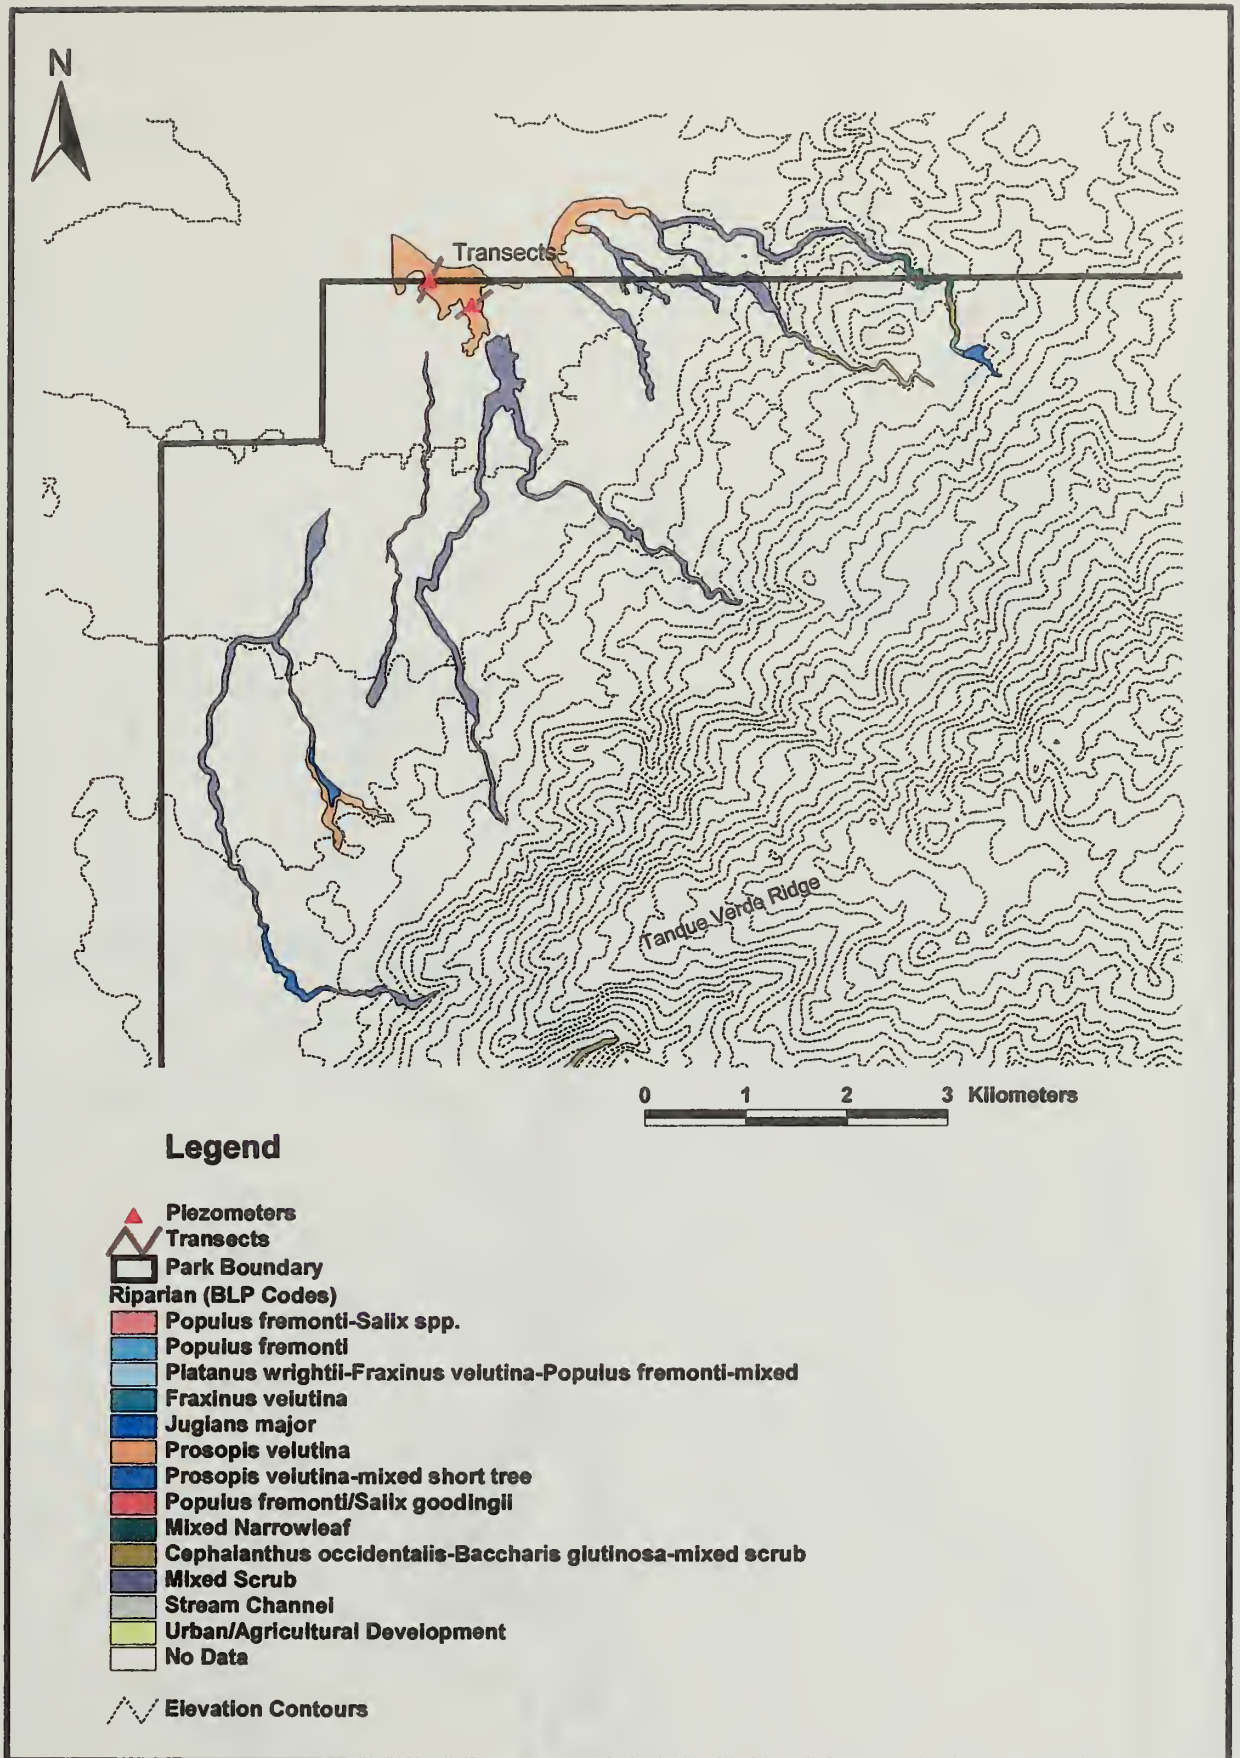 N
Transects
Tanque Verde Ridge
0 1 2 3 Kilometers
Legend
Piezometers
Transects
Park Boundary
Riparian (BLP Codes)
Populus fremonti-Salix spp.
Populus fremonti
Platanus wrightii-Fraxinus velutina-Populus fremonti-mixed
Fraxinus velutina
Juglans major
Prosopis velutina
Prosopis velutina-mixed short tree
Populus fremonti/Salix goodingii
Mixed Narrowleaf
Cephalanthus occidentalis-Baccharis glutinosa-mixed scrub
Mixed Scrub
Stream Channel
Urban/Agricultural Development
No Data
Elevation Contours